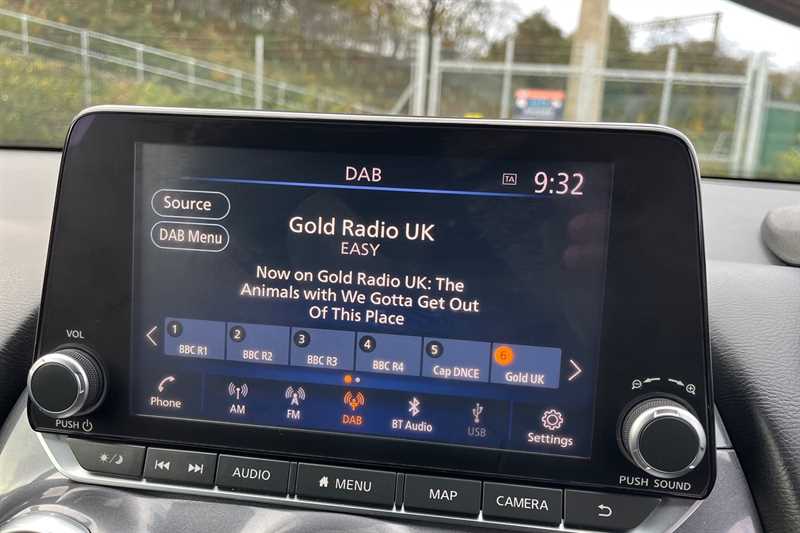 DAB
TA
9:32
Source
DAB Menu
Gold Radio UK
EASY
Now on Gold Radio UK: The
Animals with We Gotta Get Out
Of This Place
1
BBC R1
2
BBC R2
3
BBC R3
4
BBC R4
5
Cap DNCE
6
Gold UK
Phone
AM
FM
DAB
BT Audio
USB
Settings
VOL
PUSH
PUSH SOUND
AUDIO
MENU
MAP
CAMERA